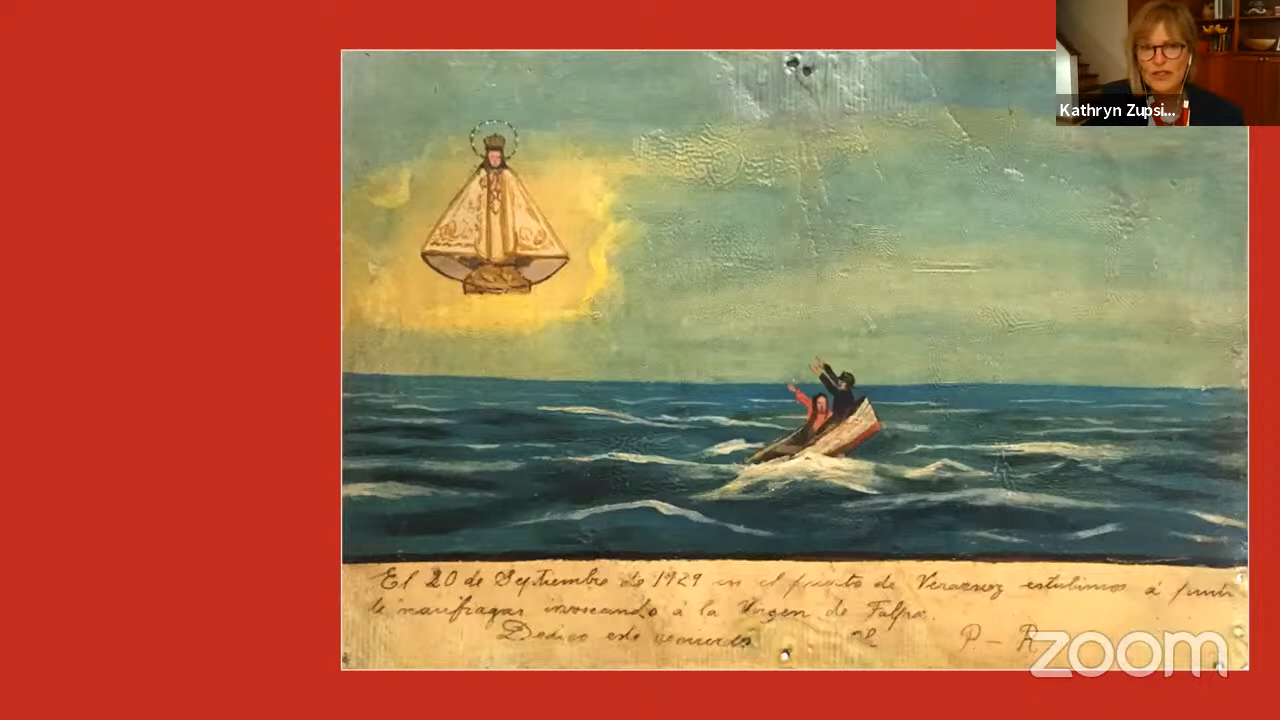 Kathryn Zupsi...
El 20 de Septiembre de 1929 en el puerto de Veracruz estubimos á punto
de naufragar invocando á la Virgen de Talpa.
Dedico este recuerdo P - R
zoom